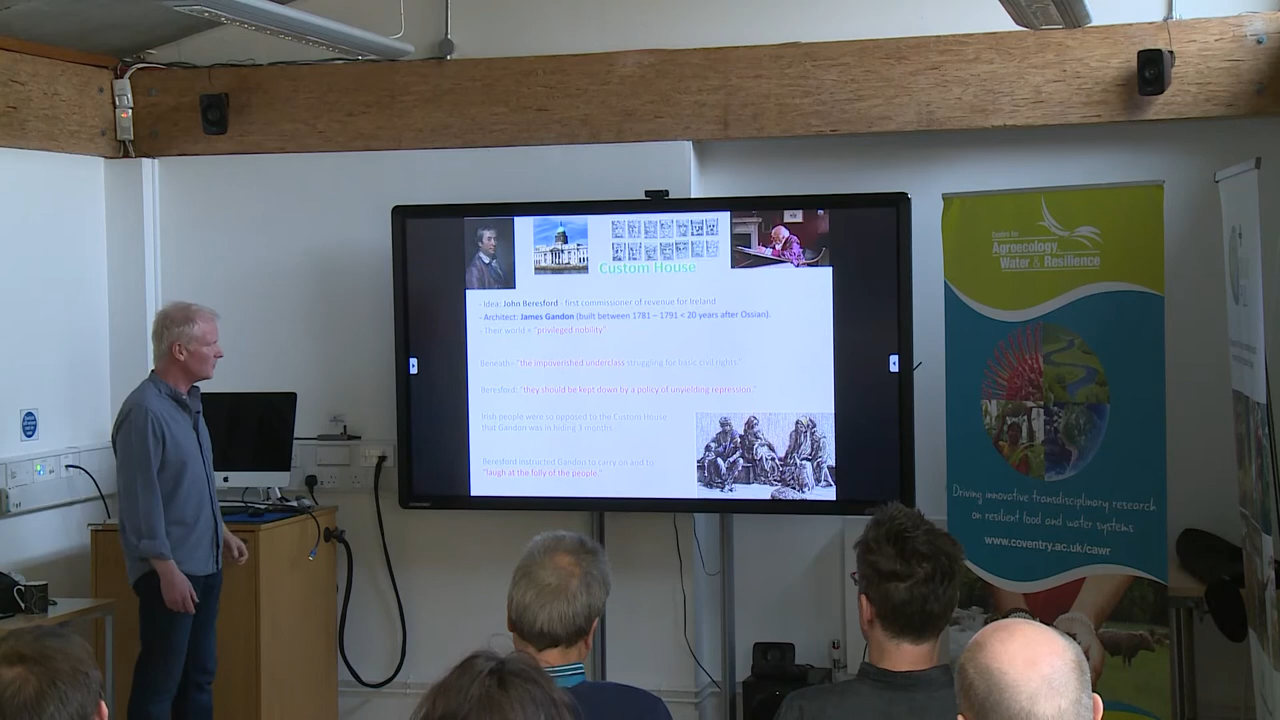 Custom House
- Idea: John Beresford - first commissioner of revenue for Ireland
- Architect: James Gandon (built between 1781 – 1791 < 20 years after Ossian).
- Their world = "privileged nobility"
Beneath= "the impoverished underclass struggling for basic civil rights."
Beresford: "they should be kept down by a policy of unyielding repression."
Irish people were so opposed to the Custom House
that Gandon was in hiding 3 months.
Beresford instructed Gandon to carry on and to:
"laugh at the folly of the people."
Centre for
Agroecology,
Water & Resilience
Driving innovative transdisciplinary research
on resilient food and water systems
www.coventry.ac.uk/cawr